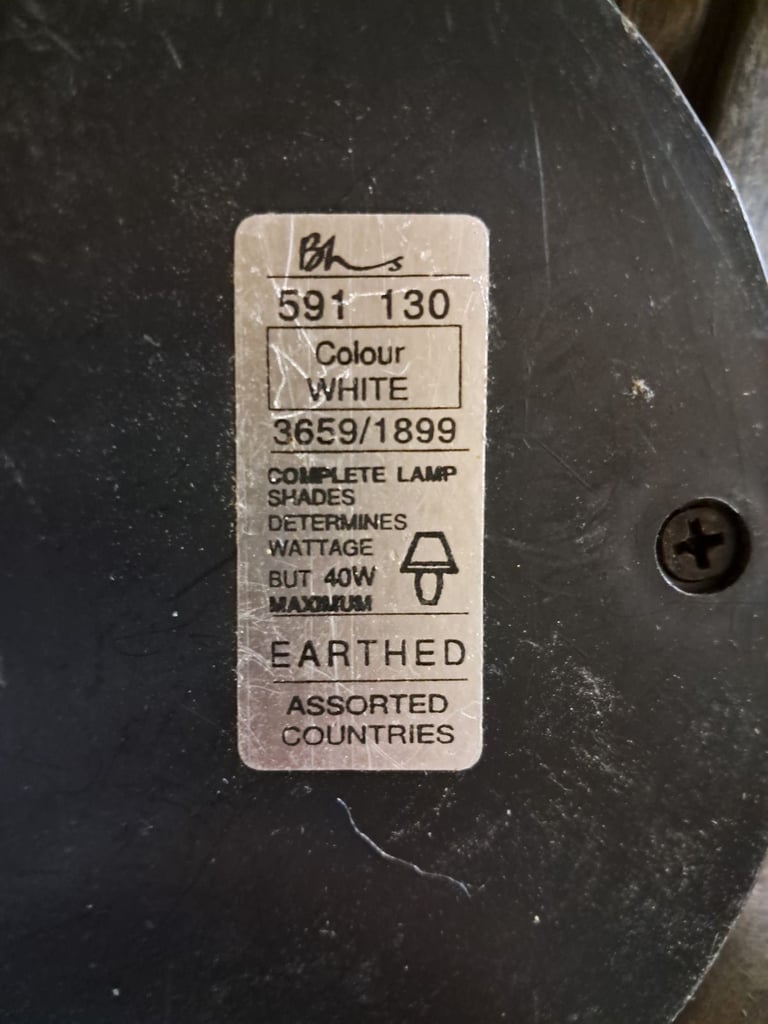 Bhs
591 130
Colour
WHITE
3659/1899
COMPLETE LAMP
SHADES
DETERMINES
WATTAGE
BUT 40W
MAXIMUM
EARTHED
ASSORTED
COUNTRIES